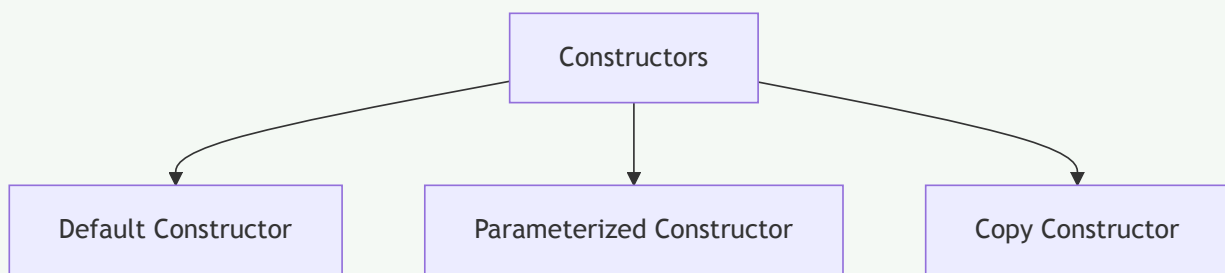 Constructors
Default Constructor
Parameterized Constructor
Copy Constructor